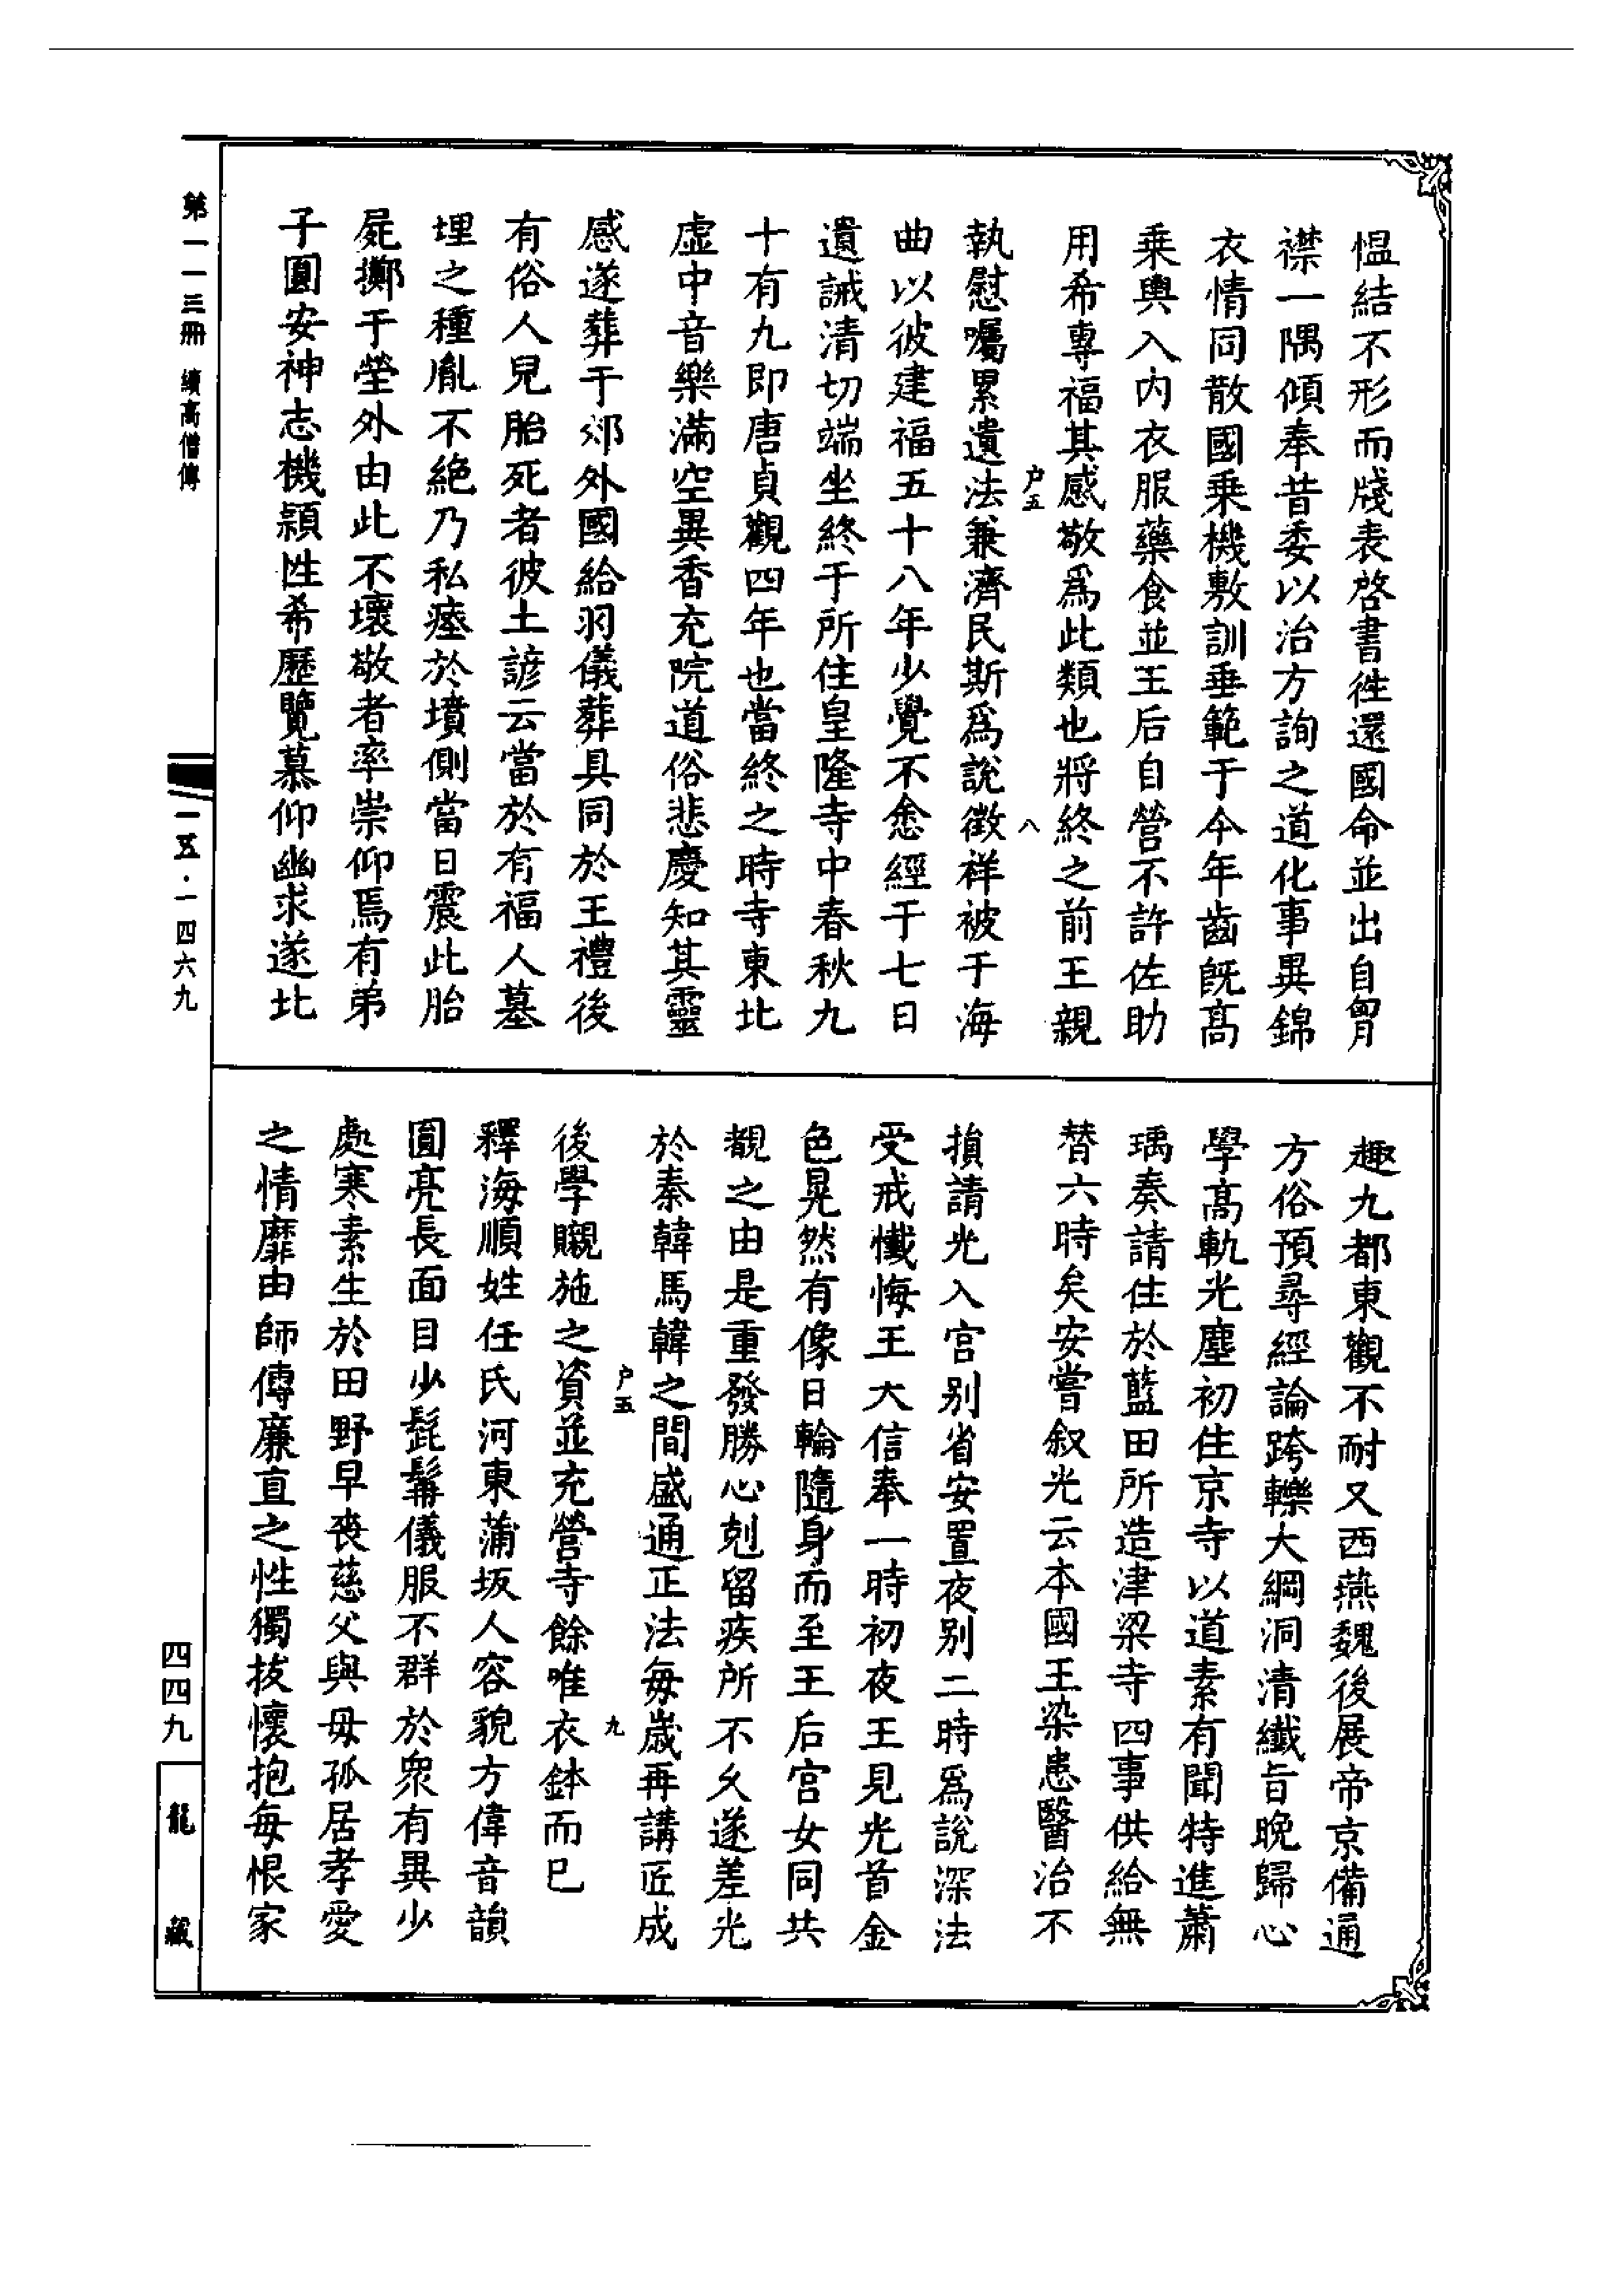 愠結不形而牋表啓書徃還國命並出自胷
襟一隅傾奉昔委以治方詢之道化事異錦
衣情同散國乗機敷訓垂範于今年齒旣髙
乗輿入內衣服藥食並王后自營不許佐助
用希專福其感敬爲此類也將終之前王親
户五
八
執慰囑累遺法兼濟民斯爲說徵祥被于海
曲以彼建福五十八年少覺不悆經于七日
遺誡清切端坐終于所住皇隆寺中春秋九
十有九即唐貞觀四年也當終之時寺東北
虛中音樂滿空異香充院道俗悲慶知其靈
感遂葬于郊外國給羽儀葬具同於王禮後
有俗人兒胎死者彼土諺云當於有福人墓
埋之種胤不絶乃私瘞於墳側當日震此胎
屍擲于塋外由此不壞敬者率崇仰焉有弟
子圓安神志機頴性希歷覽慕仰幽求遂北
趣九都東觀不耐又西燕魏後展帝京備通
方俗預尋經論跨轢大綱洞清纖旨晚歸心
學髙軌光塵初住京寺以道素有聞特進蕭
瑀奏請住於藍田所造津梁寺四事供給無
替六時矣安嘗叙光云本國王染患醫治不
損請光入宮别省安置夜别二時爲說深法
受戒懺悔王大信奉一時初夜王見光首金
色晃然有像日輪隨身而至王后宮女同共
覩之由是重發勝心剋留疾所不久遂差光
於秦韓馬韓之間盛通正法每歲再講匠成
户五
九
後學䞋施之資並充營寺餘唯衣鉢而已
釋海順姓任氏河東蒲坂人容貌方偉音韻
圓亮長面目少髭髯儀服不群於衆有異少
處寒素生於田野早喪慈父與毋孤居孝愛
之情靡由師傳廉直之性獨拔懷抱每恨家
第一一三冊 續高僧傳
一五·一四六九
四四九
龍藏